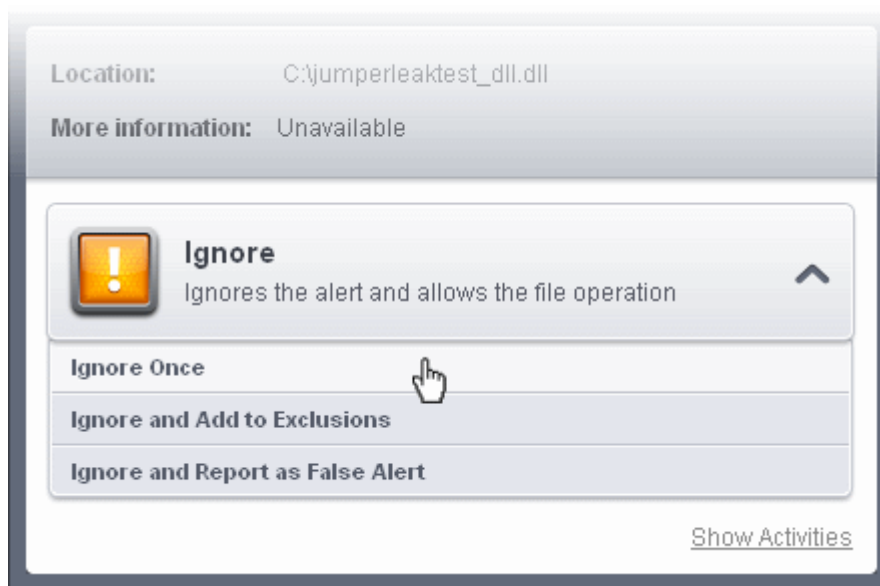 Location: C:\jumperleaktest_dll.dll
More information: Unavailable
Ignore
Ignores the alert and allows the file operation
Ignore Once
Ignore and Add to Exclusions
Ignore and Report as False Alert
Show Activities